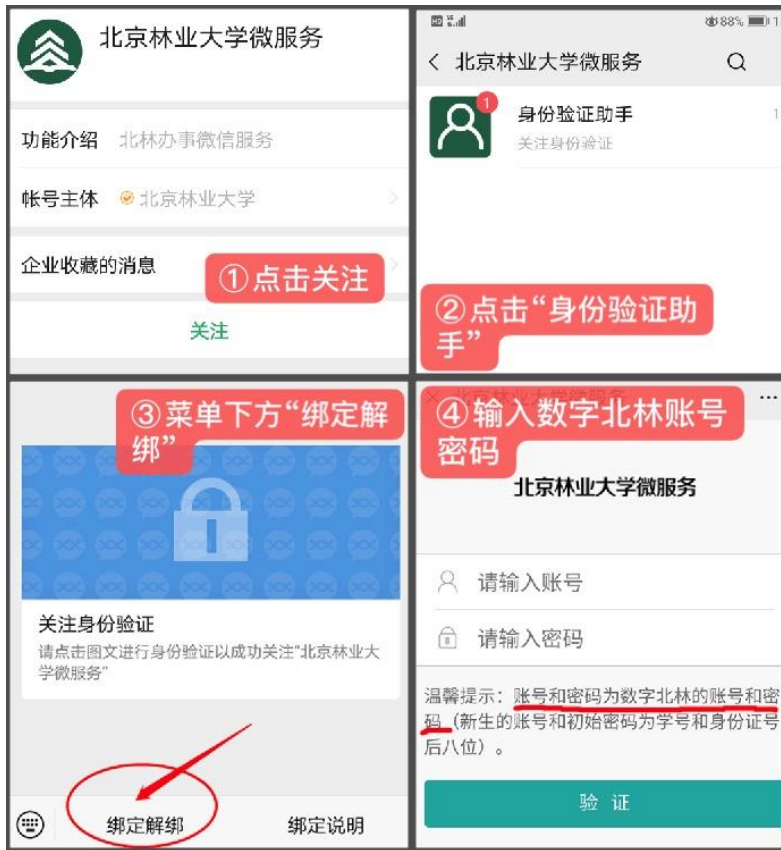 北京林业大学微服务
功能介绍 北林办事微信服务
帐号主体 北京林业大学
企业收藏的消息
①点击关注
关注
88%
北京林业大学微服务
1
身份验证助手
关注身份验证
②点击“身份验证助
手”
③菜单下方“绑定解
绑”
关注身份验证
请点击图文进行身份验证以成功关注“北京林业大
学微服务”
绑定解绑
绑定说明
④输入数字北林账号
密码
北京林业大学微服务
请输入账号
请输入密码
温馨提示：账号和密码为数字北林的账号和密
码（新生的账号和初始密码为学号和身份证号
后八位）。
验 证